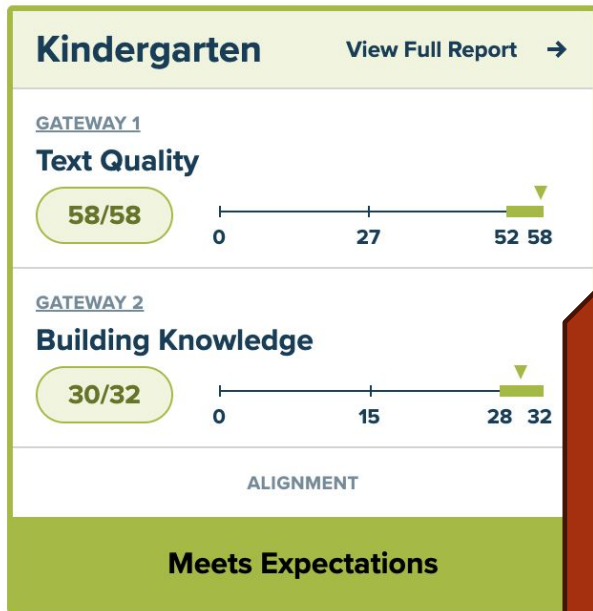 Kindergarten View Full Report →
GATEWAY 1
Text Quality
58/58
0 27 52 58
GATEWAY 2
Building Knowledge
30/32
0 15 28 32
ALIGNMENT
Meets Expectations